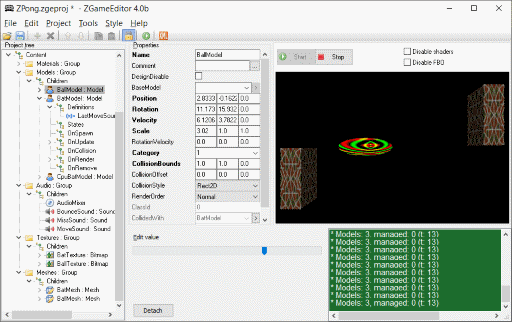 ZPong.zgeproj * - ZGameEditor 4.0b
File Edit Project Tools Style Help
Project tree
Content
Materials : Group
Models : Group
Children
BallModel : Model
BatModel : Model
Definitions
LastMoveSou
States
OnSpawn
OnUpdate
OnCollision
OnRender
OnRemove
CpuBatModel : Model
Audio : Group
Children
AudioMixer
BounceSound : Sound
MissSound : Sound
MoveSound : Sound
Textures : Group
Children
BatTexture : Bitmap
BallTexture : Bitmap
Meshes : Group
Children
BatMesh : Mesh
BallMesh : Mesh
Properties
Name BallModel
Comment ...
DesignDisable
BaseModel
Position 2.8333 -0.1622 0.0
Rotation 11.173 15.932 0.0
Velocity 6.1206 3.7822 0.0
Scale 3.02 1.0 1.0
RotationVelocity 0.0 0.0 0.0
Category 1
CollisionBounds 1.0 1.0 0.0
CollisionOffset 0.0 0.0 0.0
CollisionStyle Rect2D
RenderOrder Normal
ClassId 0
CollidedWith BatModel
Edit value
Detach
Start Stop
Disable shaders
Disable FBO
* Models: 3, managed: 0 (t: 13)
* Models: 3, managed: 0 (t: 13)
* Models: 3, managed: 0 (t: 13)
* Models: 3, managed: 0 (t: 13)
* Models: 3, managed: 0 (t: 13)
* Models: 3, managed: 0 (t: 13)
* Models: 3, managed: 0 (t: 13)
* Models: 3, managed: 0 (t: 13)